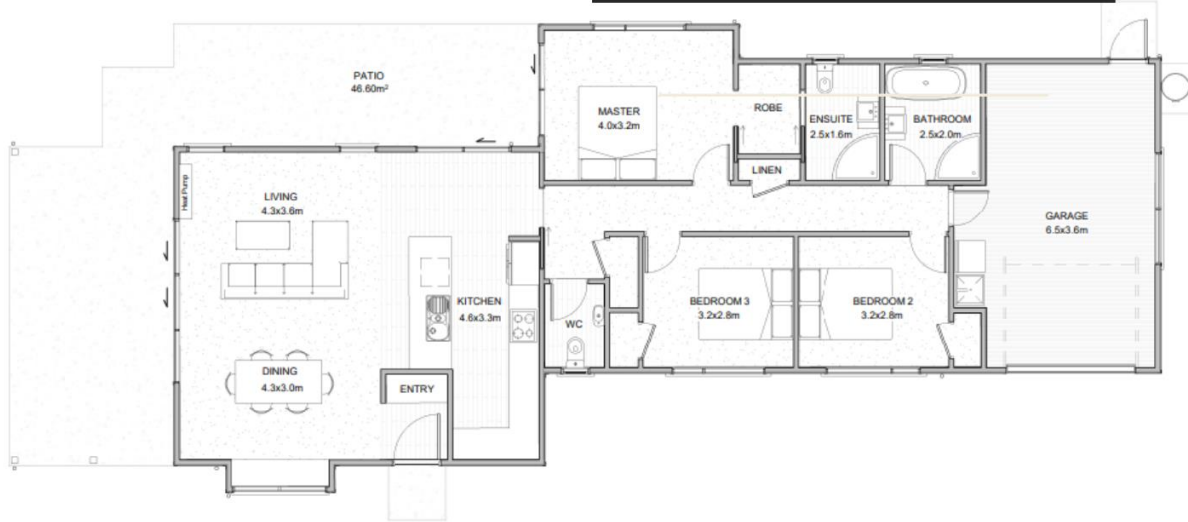 PATIO
46.60m²
MASTER
4.0x3.2m
ROBE
ENSUITE
2.5x1.6m
BATHROOM
2.5x2.0m
LINEN
Heat Pump
LIVING
4.3x3.6m
GARAGE
6.5x3.6m
KITCHEN
4.6x3.3m
WC
BEDROOM 3
3.2x2.8m
BEDROOM 2
3.2x2.8m
DINING
4.3x3.0m
ENTRY